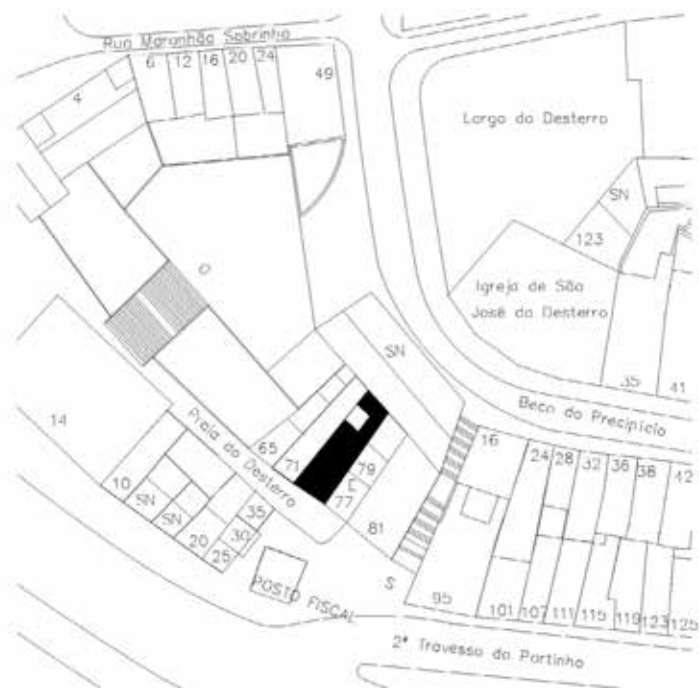 Rua Maranhão Sobrinho
6 12 16 20 24
49
4
Largo do Desterro
SN
123
Igreja de São
José do Desterro
SN
35
41
Beco do Precipício
14
Praia do Desterro
65
71
79
77
81
16
24
28
32
36
38
42
10
SN
SN
20
25
30
35
POSTO FISCAL
S
95
101
107
111
115
119
123
125
2ª Travessa do Portinho